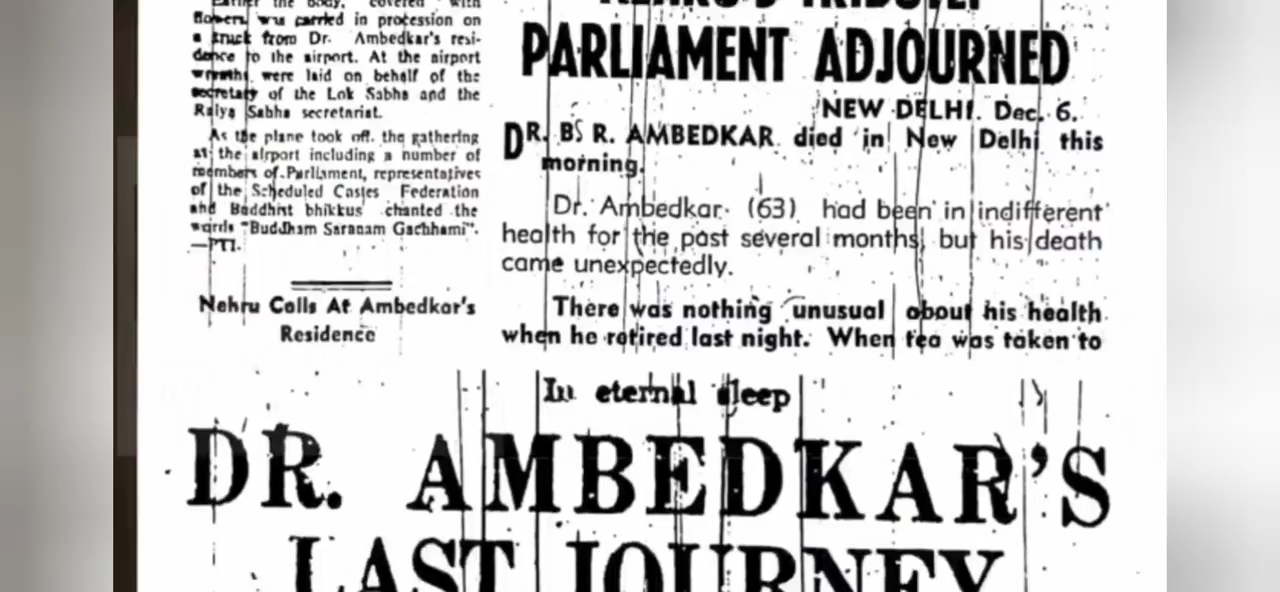 Earlier the body, covered with
flowers, was carried in procession on
a truck from Dr. Ambedkar's resi-
dence to the airport. At the airport
wreaths were laid on behalf of the
secretary of the Lok Sabha and the
Rajya Sabha secretariat.
As the plane took off, the gathering
at the airport including a number of
members of Parliament, representatives
of the Scheduled Castes Federation
and Buddhist bhikkus chanted the
words "Buddham Saranam Gachhami".
—PTI.
Nehru Calls At Ambedkar's
Residence
NEHRU'S TRIBUTE:
PARLIAMENT ADJOURNED
NEW DELHI. Dec. 6.
DR. B. R. AMBEDKAR died in New Delhi this
morning.
Dr. Ambedkar (63) had been in indifferent
health for the past several months, but his death
came unexpectedly.
There was nothing unusual about his health
when he retired last night. When tea was taken to
In eternal sleep
DR. AMBEDKAR'S
LAST JOURNEY